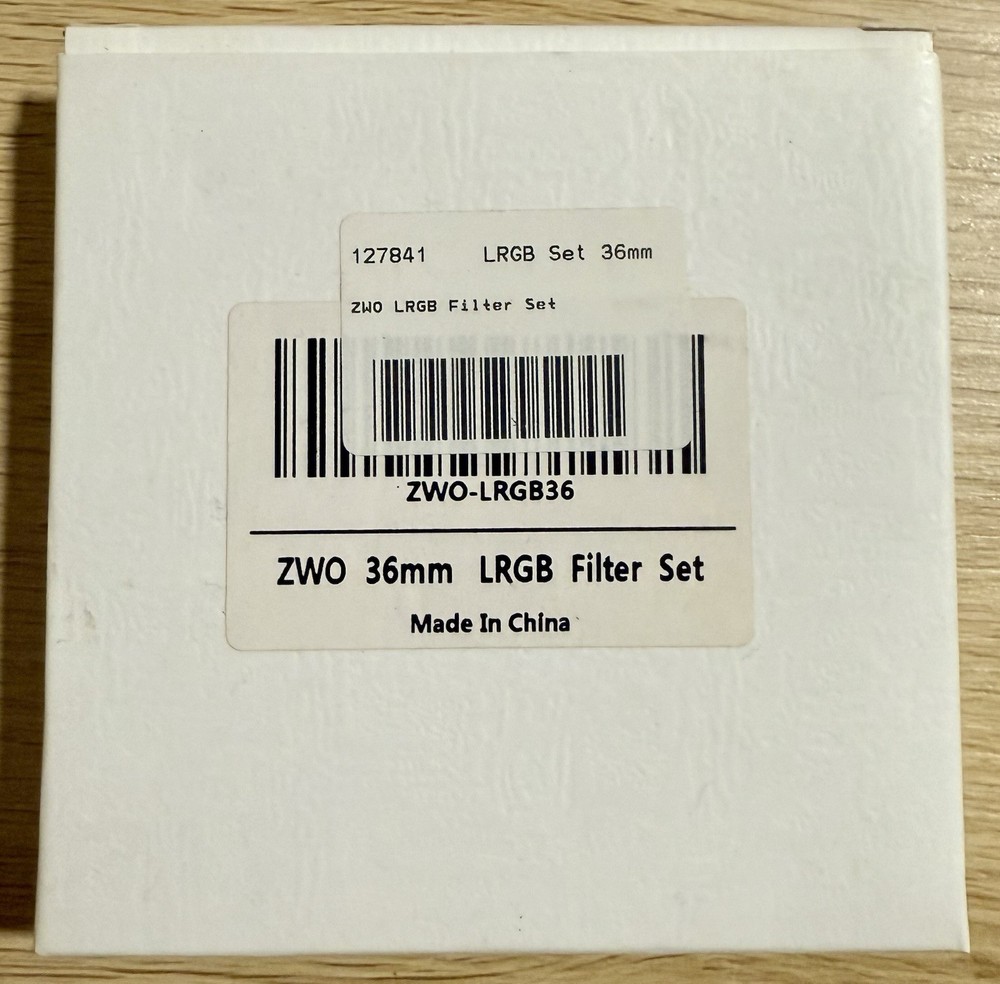 127841 LRGB Set 36mm
ZWO LRGB Filter Set
ZWO-LRGB36
ZWO 36mm LRGB Filter Set
Made In China